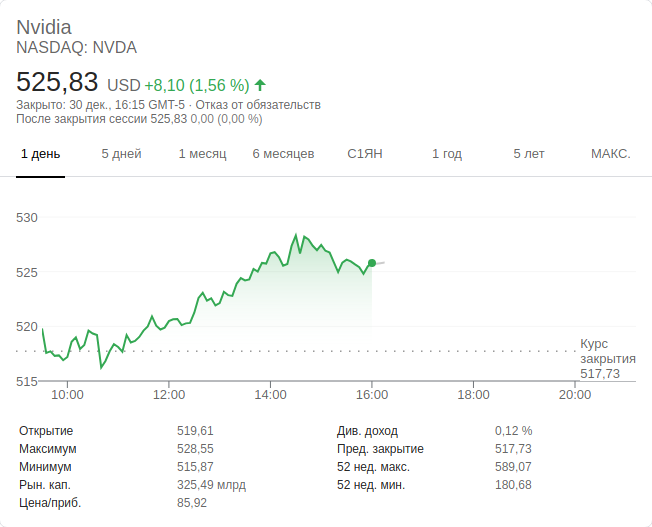 Nvidia
NASDAQ: NVDA
525,83 USD +8,10 (1,56 %)
Закрыто: 30 дек., 16:15 GMT-5 · Отказ от обязательств
После закрытия сессии 525,83 0,00 (0,00 %)
1 день 5 дней 1 месяц 6 месяцев С1ЯН 1 год 5 лет МАКС.
530
525
520
Курс
закрытия
517,73
515
10:00 12:00 14:00 16:00 18:00 20:00
Открытие 519,61 Див. доход 0,12 %
Максимум 528,55 Пред. закрытие 517,73
Минимум 515,87 52 нед. макс. 589,07
Рын. кап. 325,49 млрд 52 нед. мин. 180,68
Цена/приб. 85,92